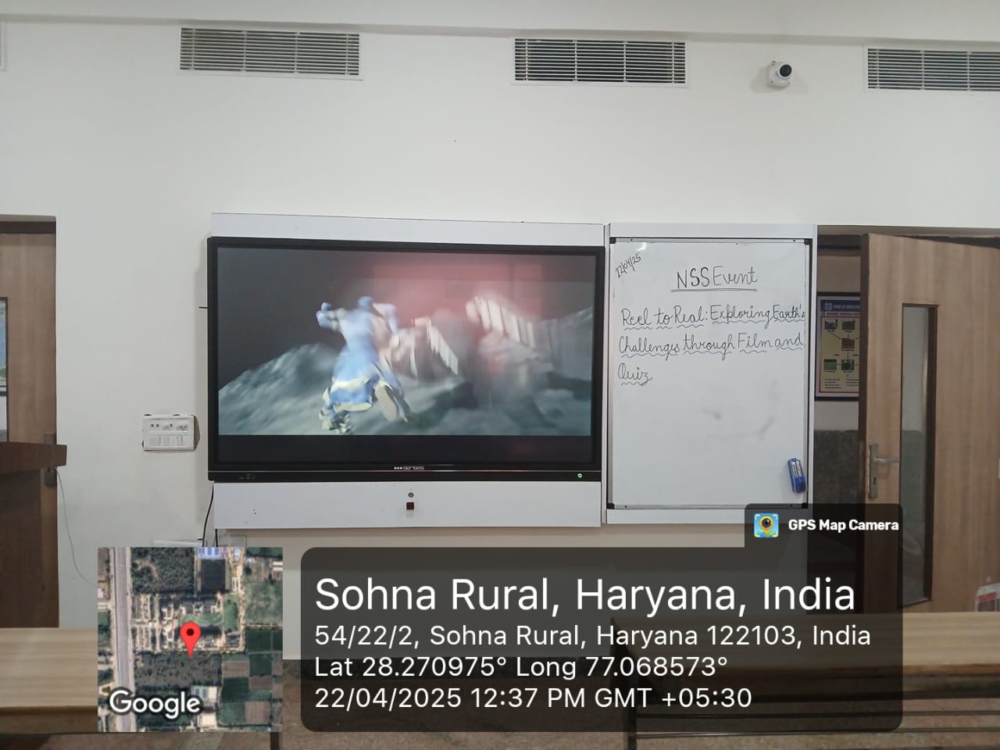 22/04/25
NSS Event
Reel to Real: Exploring Earth's
Challenges through Film and
Quiz
SENSES
GPS Map Camera
Sohna Rural, Haryana, India
54/22/2, Sohna Rural, Haryana 122103, India
Lat 28.270975° Long 77.068573°
22/04/2025 12:37 PM GMT +05:30
Google